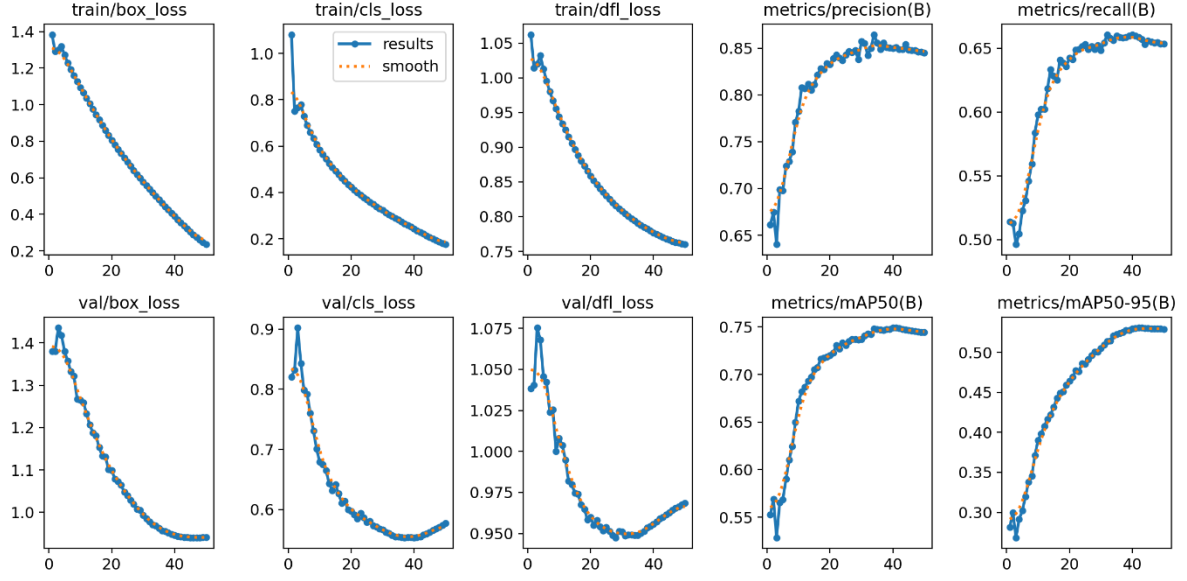 train/box_loss
train/cls_loss
train/dfl_loss
metrics/precision(B)
metrics/recall(B)
1.4
1.2
1.0
0.8
0.6
0.4
0.2
0 20 40
1.0
0.8
0.6
0.4
0.2
0 20 40
results
smooth
1.05
1.00
0.95
0.90
0.85
0.80
0.75
0 20 40
0.85
0.80
0.75
0.70
0.65
0 20 40
0.65
0.60
0.55
0.50
0 20 40
val/box_loss
val/cls_loss
val/dfl_loss
metrics/mAP50(B)
metrics/mAP50-95(B)
1.4
1.3
1.2
1.1
1.0
0 20 40
0.9
0.8
0.7
0.6
0 20 40
1.075
1.050
1.025
1.000
0.975
0.950
0 20 40
0.75
0.70
0.65
0.60
0.55
0 20 40
0.50
0.45
0.40
0.35
0.30
0 20 40